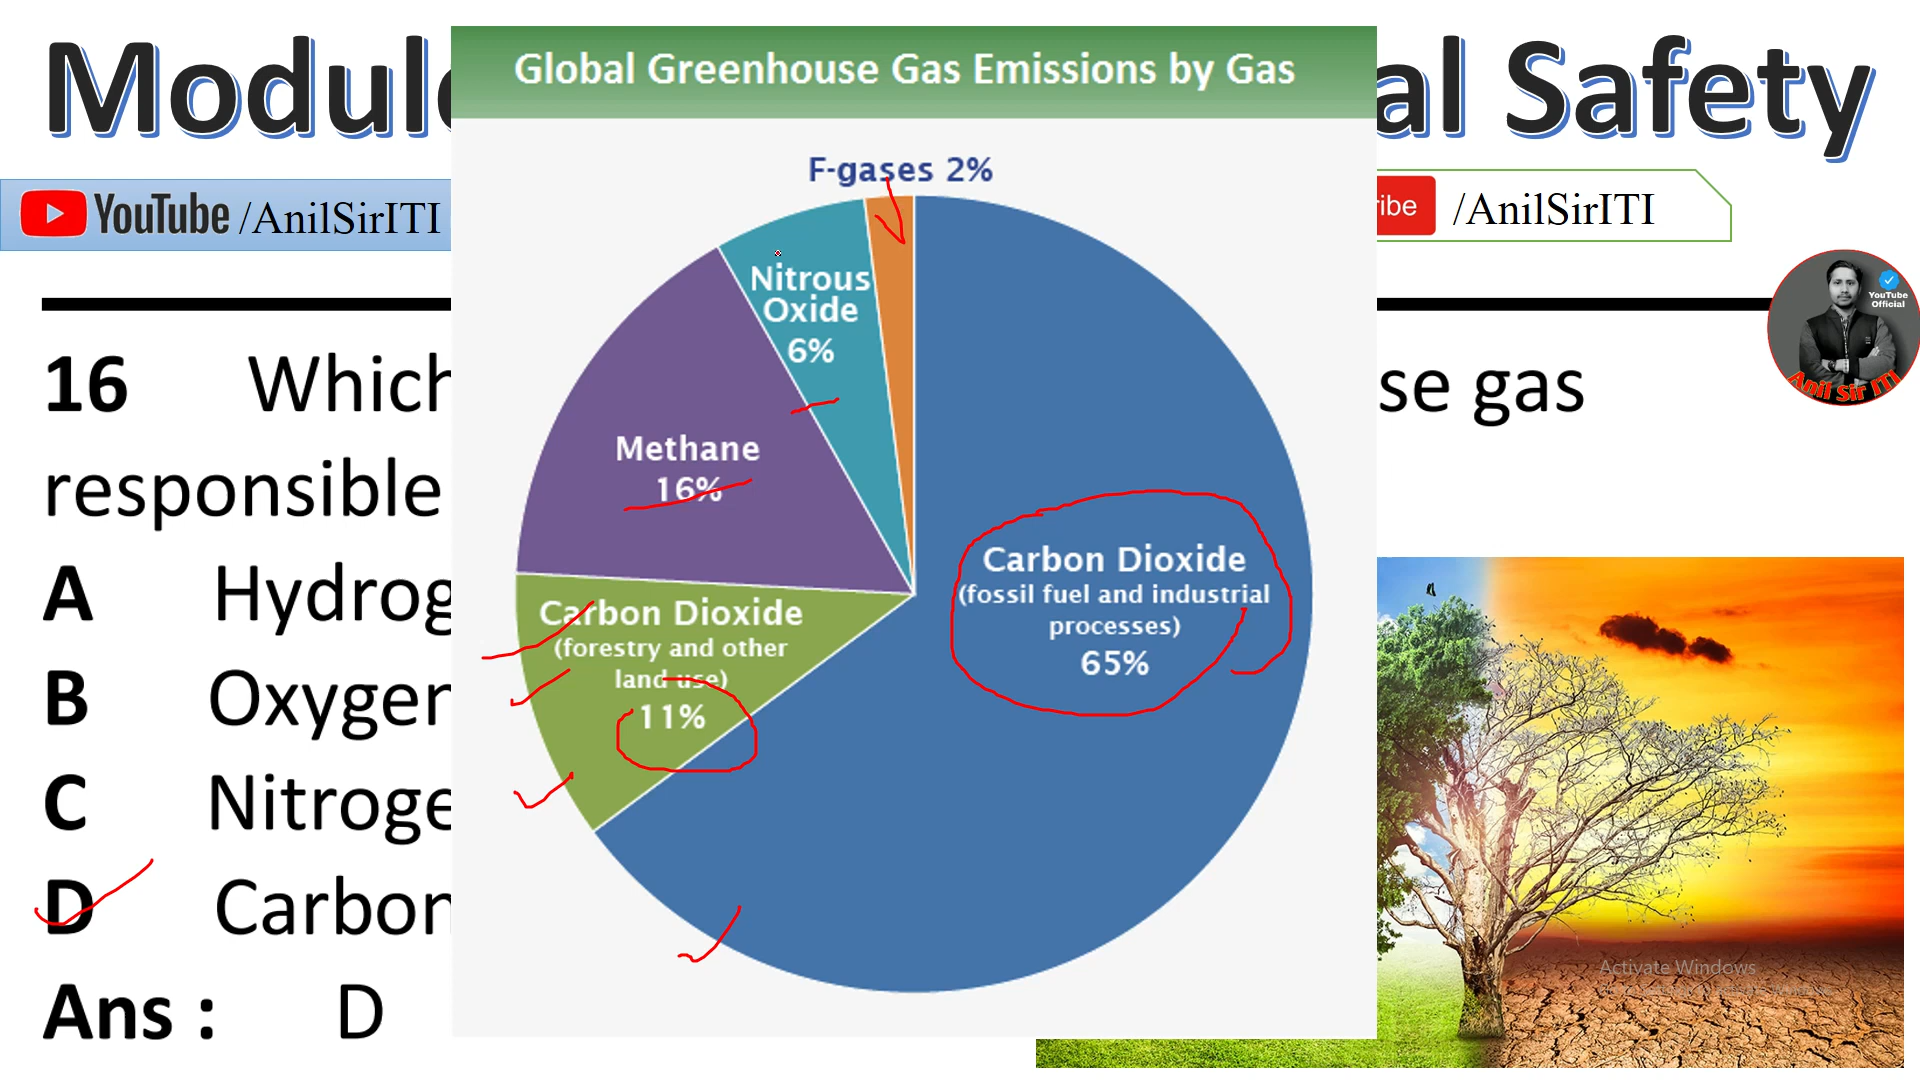 Modul al Safety
Global Greenhouse Gas Emissions by Gas
YouTube /AnilSirITI
ribe /AnilSirITI
YouTube
Official
Anil Sir ITI
F-gases 2%
Nitrous
Oxide
6%
Methane
16%
Carbon Dioxide
(fossil fuel and industrial
processes)
65%
Carbon Dioxide
(forestry and other
land use)
11%
16 Which se gas
responsible
A Hydrog
B Oxygen
C Nitroge
D Carbon
Ans : D
Activate Windows